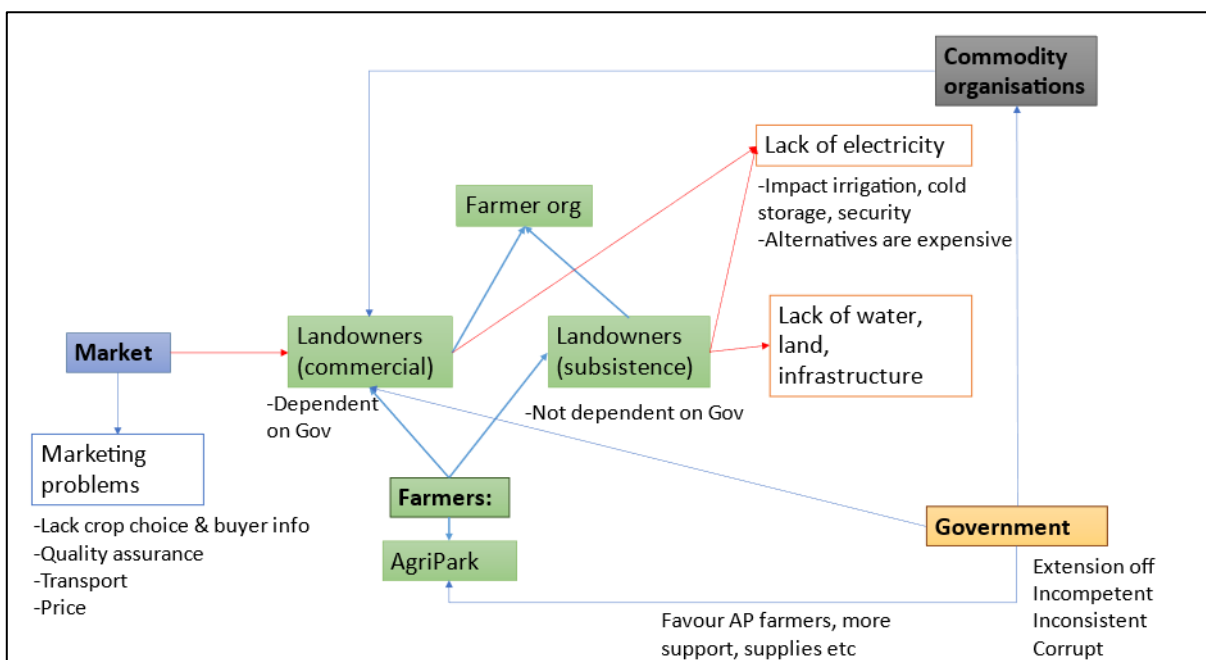 Commodity
organisations
Lack of electricity
-Impact irrigation, cold
storage, security
-Alternatives are expensive
Farmer org
Market
Landowners
(commercial)
-Dependent
on Gov
Landowners
(subsistence)
-Not dependent on Gov
Lack of water,
land,
infrastructure
Marketing
problems
-Lack crop choice & buyer info
-Quality assurance
-Transport
-Price
Farmers:
AgriPark
Government
Extension off
Incompetent
Inconsistent
Corrupt
Favour AP farmers, more
support, supplies etc